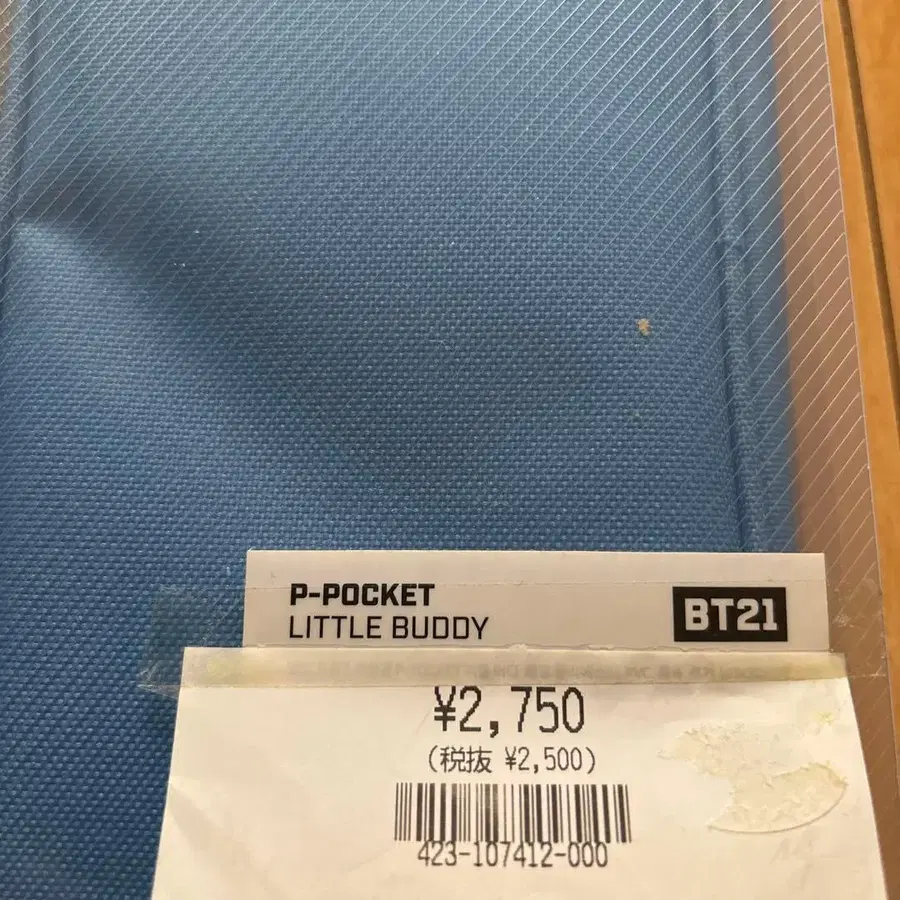 P-POCKET
LITTLE BUDDY
BT21
¥2,750
(税抜 ¥2,500)
423-107412-000